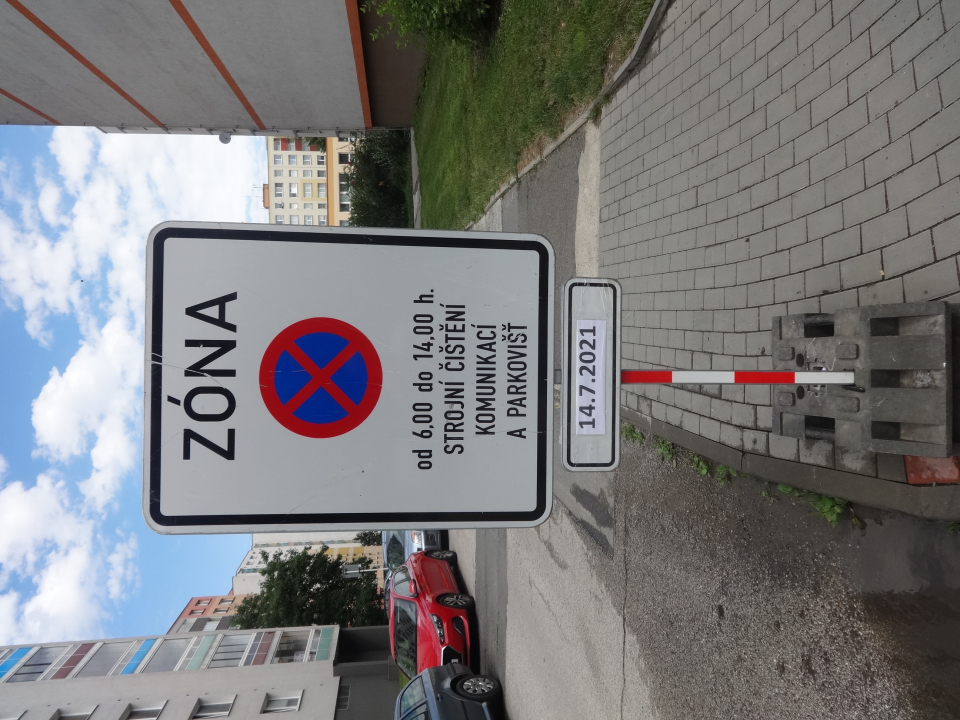 ZÓNA
od 6,00 do 14,00 h.
STROJNÍ ČIŠTĚNÍ
KOMUNIKACÍ
A PARKOVIŠŤ
14.7.2021